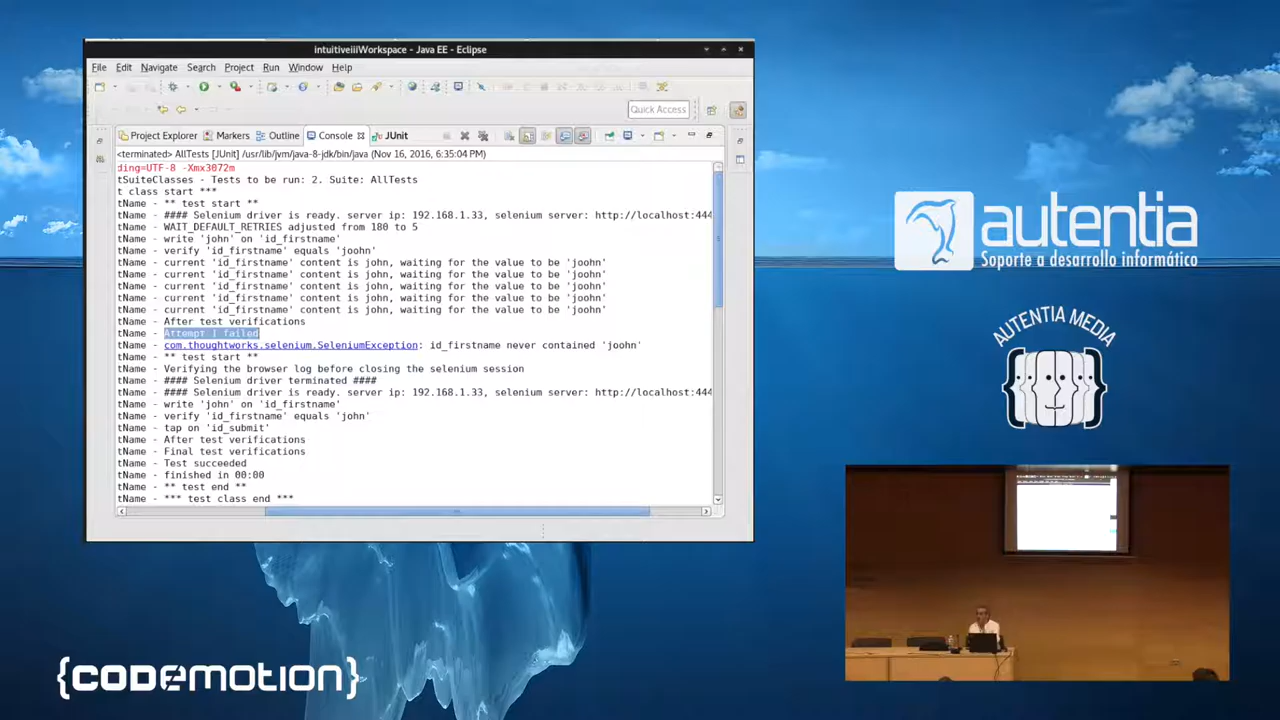 intuitiveiiiWorkspace - Java EE - Eclipse
File Edit Navigate Search Project Run Window Help
Quick Access
Project Explorer Markers Outline Console JUnit
<terminated> AllTests [JUnit] /usr/lib/jvm/java-8-jdk/bin/java (Nov 16, 2016, 6:35:04 PM)
ding=UTF-8 -Xmx3072m
tSuiteClasses - Tests to be run: 2. Suite: AllTests
t class start ***
tName - ** test start **
tName - #### Selenium driver is ready. server ip: 192.168.1.33, selenium server: http://localhost:444
tName - WAIT_DEFAULT_RETRIES adjusted from 180 to 5
tName - write 'john' on 'id_firstname'
tName - verify 'id_firstname' equals 'joohn'
tName - current 'id_firstname' content is john, waiting for the value to be 'joohn'
tName - current 'id_firstname' content is john, waiting for the value to be 'joohn'
tName - current 'id_firstname' content is john, waiting for the value to be 'joohn'
tName - current 'id_firstname' content is john, waiting for the value to be 'joohn'
tName - current 'id_firstname' content is john, waiting for the value to be 'joohn'
tName - After test verifications
tName - Attempt 1 failed
tName - com.thoughtworks.selenium.SeleniumException: id_firstname never contained 'joohn'
tName - ** test start **
tName - Verifying the browser log before closing the selenium session
tName - #### Selenium driver terminated ####
tName - #### Selenium driver is ready. server ip: 192.168.1.33, selenium server: http://localhost:444
tName - write 'john' on 'id_firstname'
tName - verify 'id_firstname' equals 'john'
tName - tap on 'id_submit'
tName - After test verifications
tName - Final test verifications
tName - Test succeeded
tName - finished in 00:00
tName - ** test end **
tName - *** test class end ***
autentia
Soporte a desarrollo informático
AUTENTIA MEDIA
{CODEMOTION}